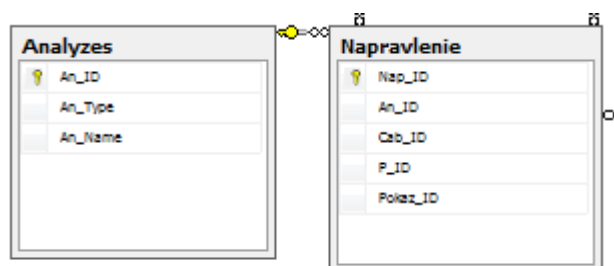 Analyzes
An_ID
An_Type
An_Name
Napravlenie
Nap_ID
An_ID
Cab_ID
P_ID
Pokaz_ID